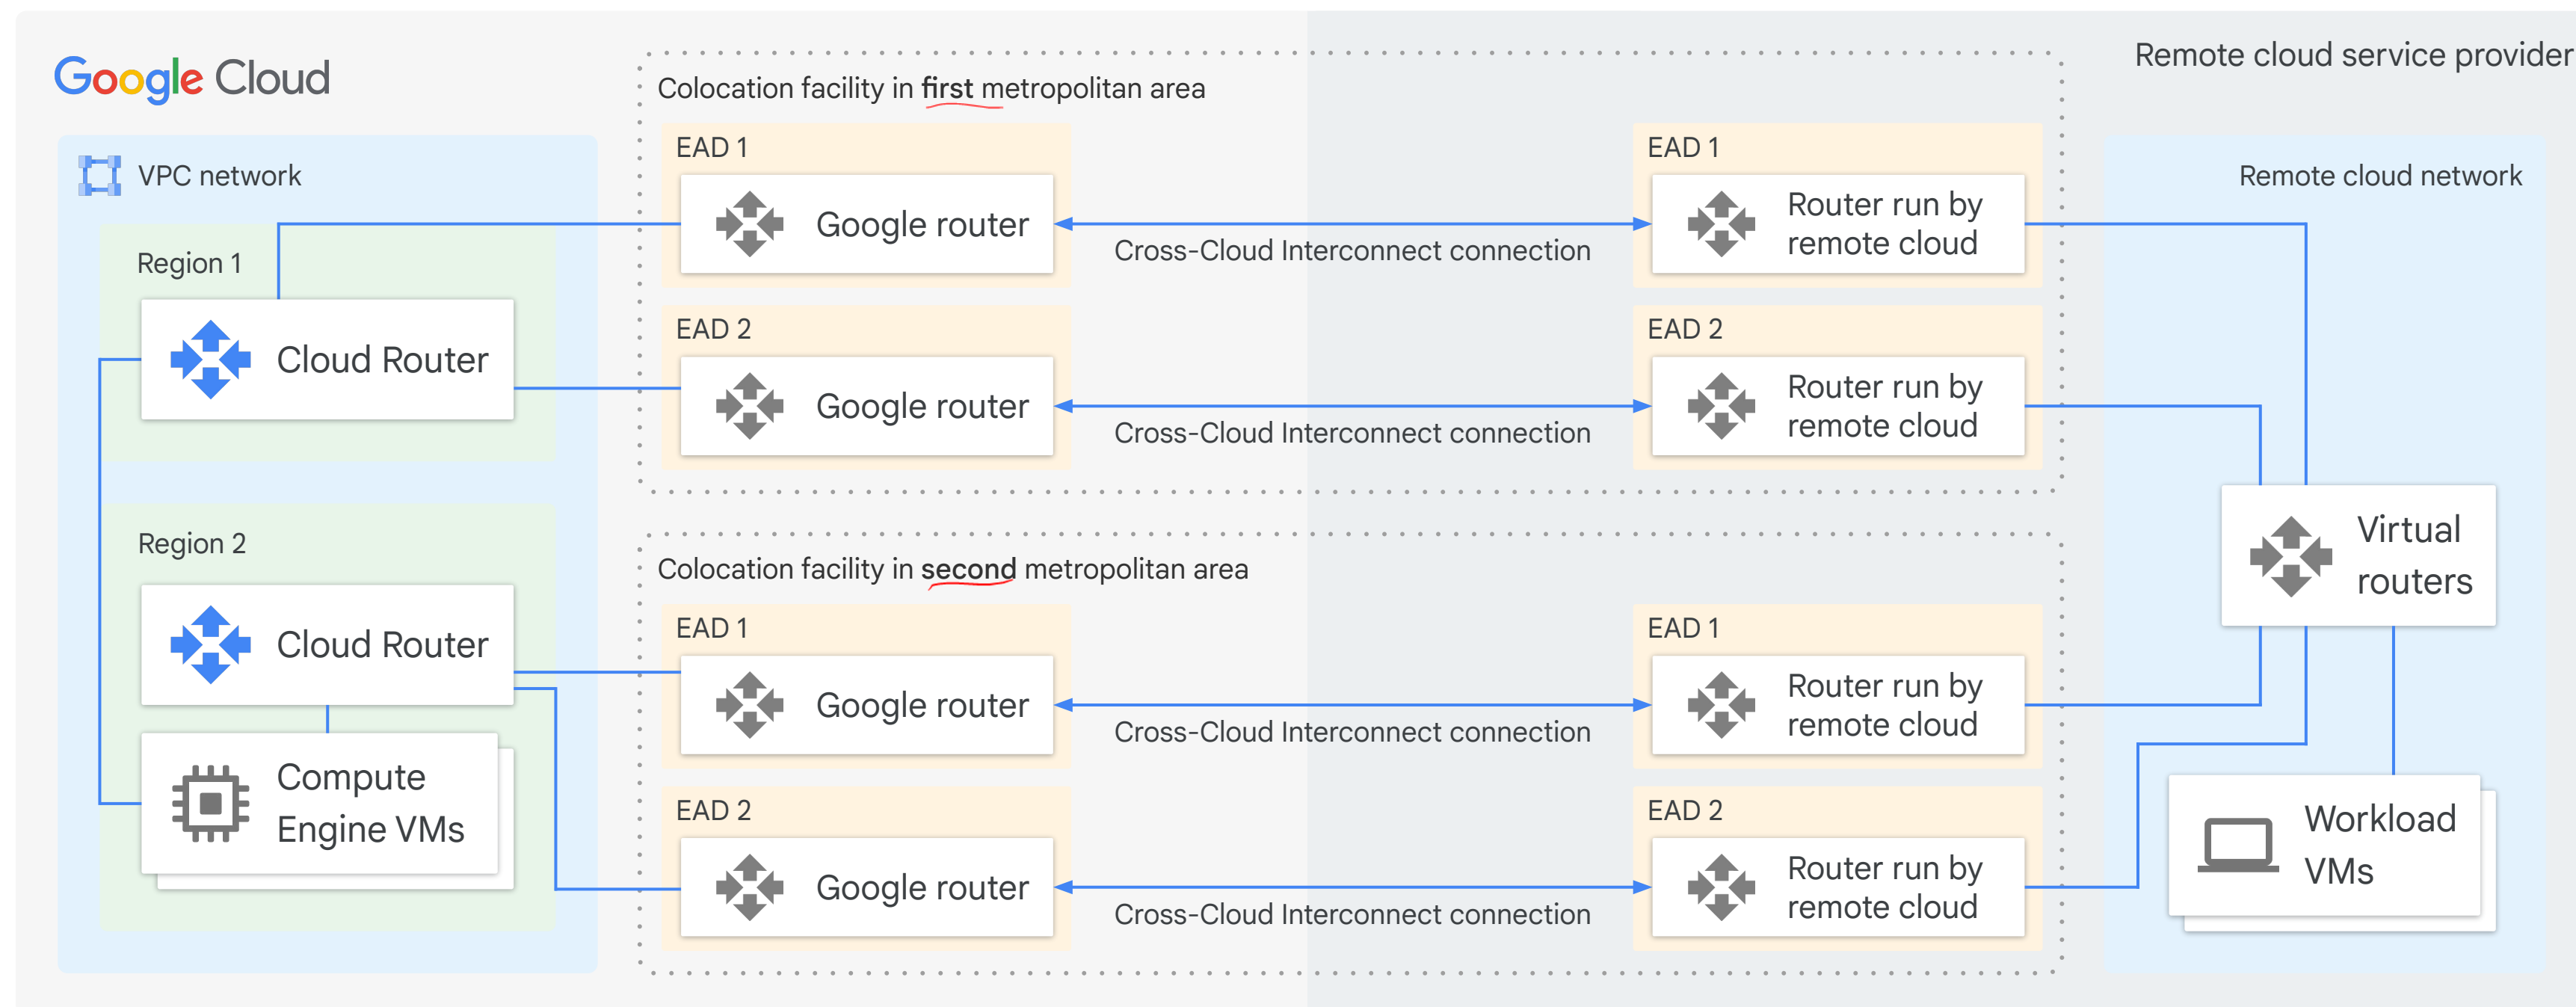 Google Cloud
Remote cloud service provider
VPC network
Region 1
Cloud Router
Region 2
Cloud Router
Compute
Engine VMs
Colocation facility in first metropolitan area
EAD 1
Google router
Cross-Cloud Interconnect connection
EAD 1
Router run by
remote cloud
EAD 2
Google router
Cross-Cloud Interconnect connection
EAD 2
Router run by
remote cloud
Colocation facility in second metropolitan area
EAD 1
Google router
Cross-Cloud Interconnect connection
EAD 1
Router run by
remote cloud
EAD 2
Google router
Cross-Cloud Interconnect connection
EAD 2
Router run by
remote cloud
Remote cloud network
Virtual
routers
Workload
VMs